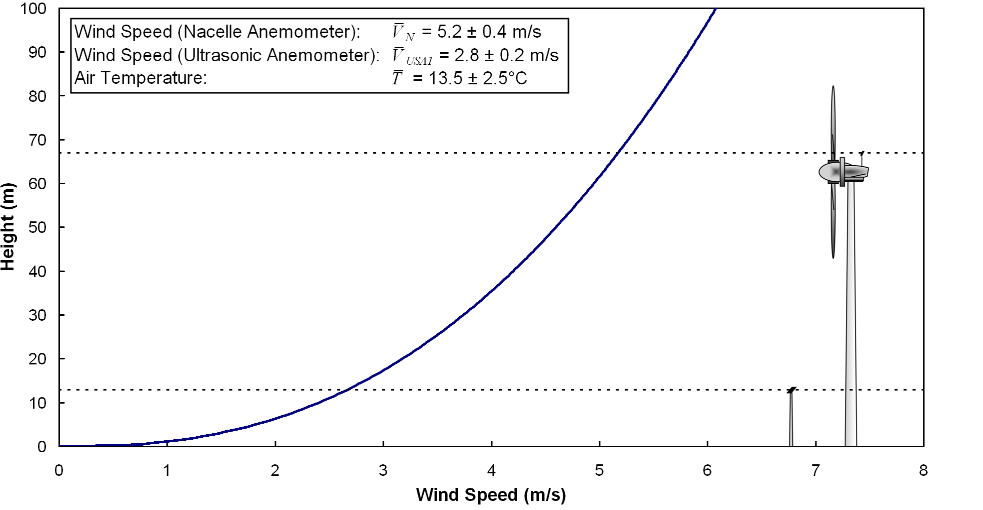 Wind Speed (Nacelle Anemometer): V̅_N = 5.2 ± 0.4 m/s
Wind Speed (Ultrasonic Anemometer): V̅_USA1 = 2.8 ± 0.2 m/s
Air Temperature: T̅ = 13.5 ± 2.5°C
Height (m)
100
90
80
70
60
50
40
30
20
10
0
0 1 2 3 4 5 6 7 8
Wind Speed (m/s)